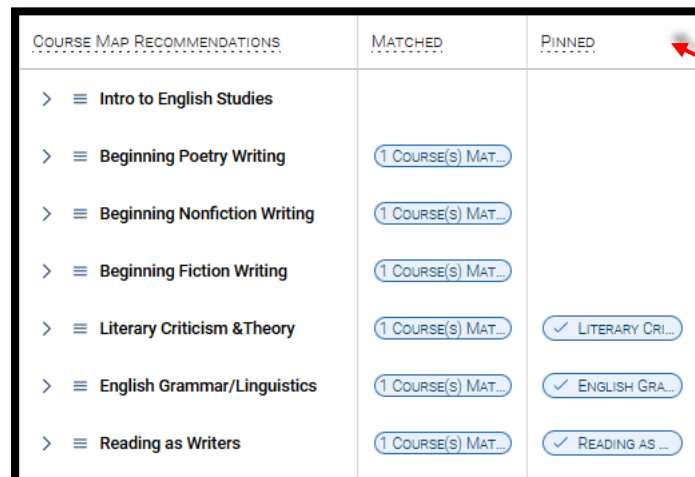 COURSE MAP RECOMMENDATIONS MATCHED PINNED
Intro to English Studies
Beginning Poetry Writing 1 COURSE(S) MAT...
Beginning Nonfiction Writing 1 COURSE(S) MAT...
Beginning Fiction Writing 1 COURSE(S) MAT...
Literary Criticism &Theory 1 COURSE(S) MAT... LITERARY CRI...
English Grammar/Linguistics 1 COURSE(S) MAT... ENGLISH GRA...
Reading as Writers 1 COURSE(S) MAT... READING AS ...